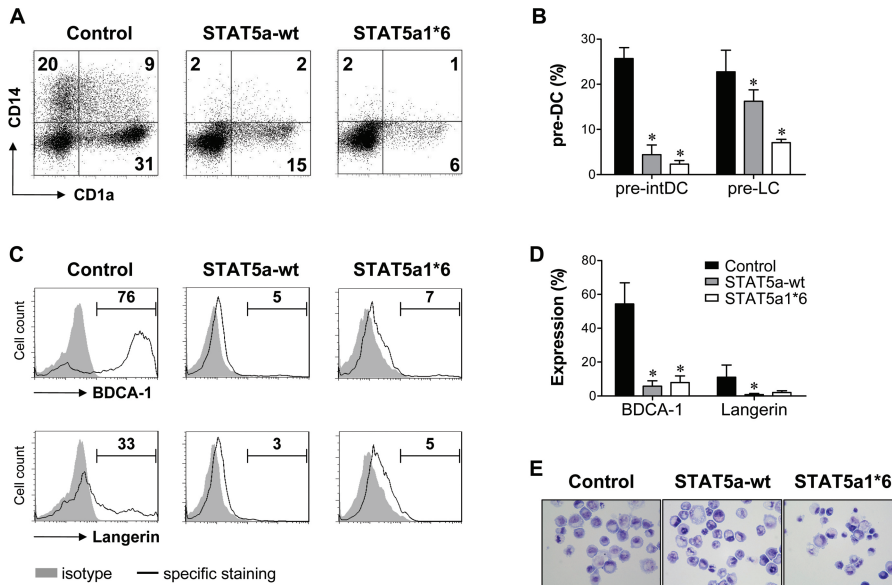 A
Control
STAT5a-wt
STAT5a1*6
CD14
20
9
31
2
2
15
2
1
6
CD1a
B
pre-DC (%)
30
20
10
0
*
*
*
*
pre-intDC
pre-LC
C
Control
STAT5a-wt
STAT5a1*6
Cell count
76
5
7
BDCA-1
Cell count
33
3
5
Langerin
isotype
specific staining
D
Expression (%)
80
60
40
20
0
Control
STAT5a-wt
STAT5a1*6
*
*
*
BDCA-1
Langerin
E
Control
STAT5a-wt
STAT5a1*6